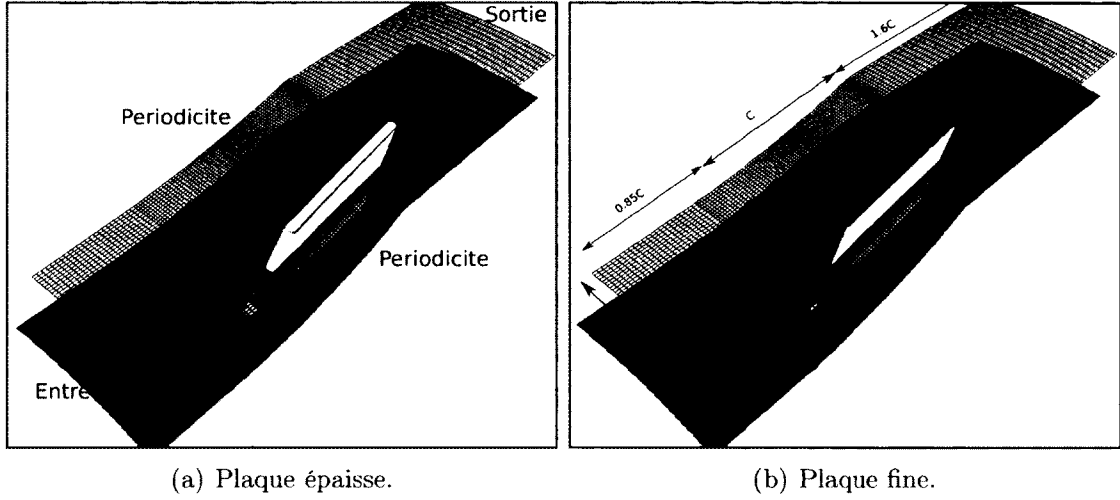 Sortie
Periodicite
Periodicite
Entre
1.6C
C
0.85C
(a) Plaque épaisse.
(b) Plaque fine.